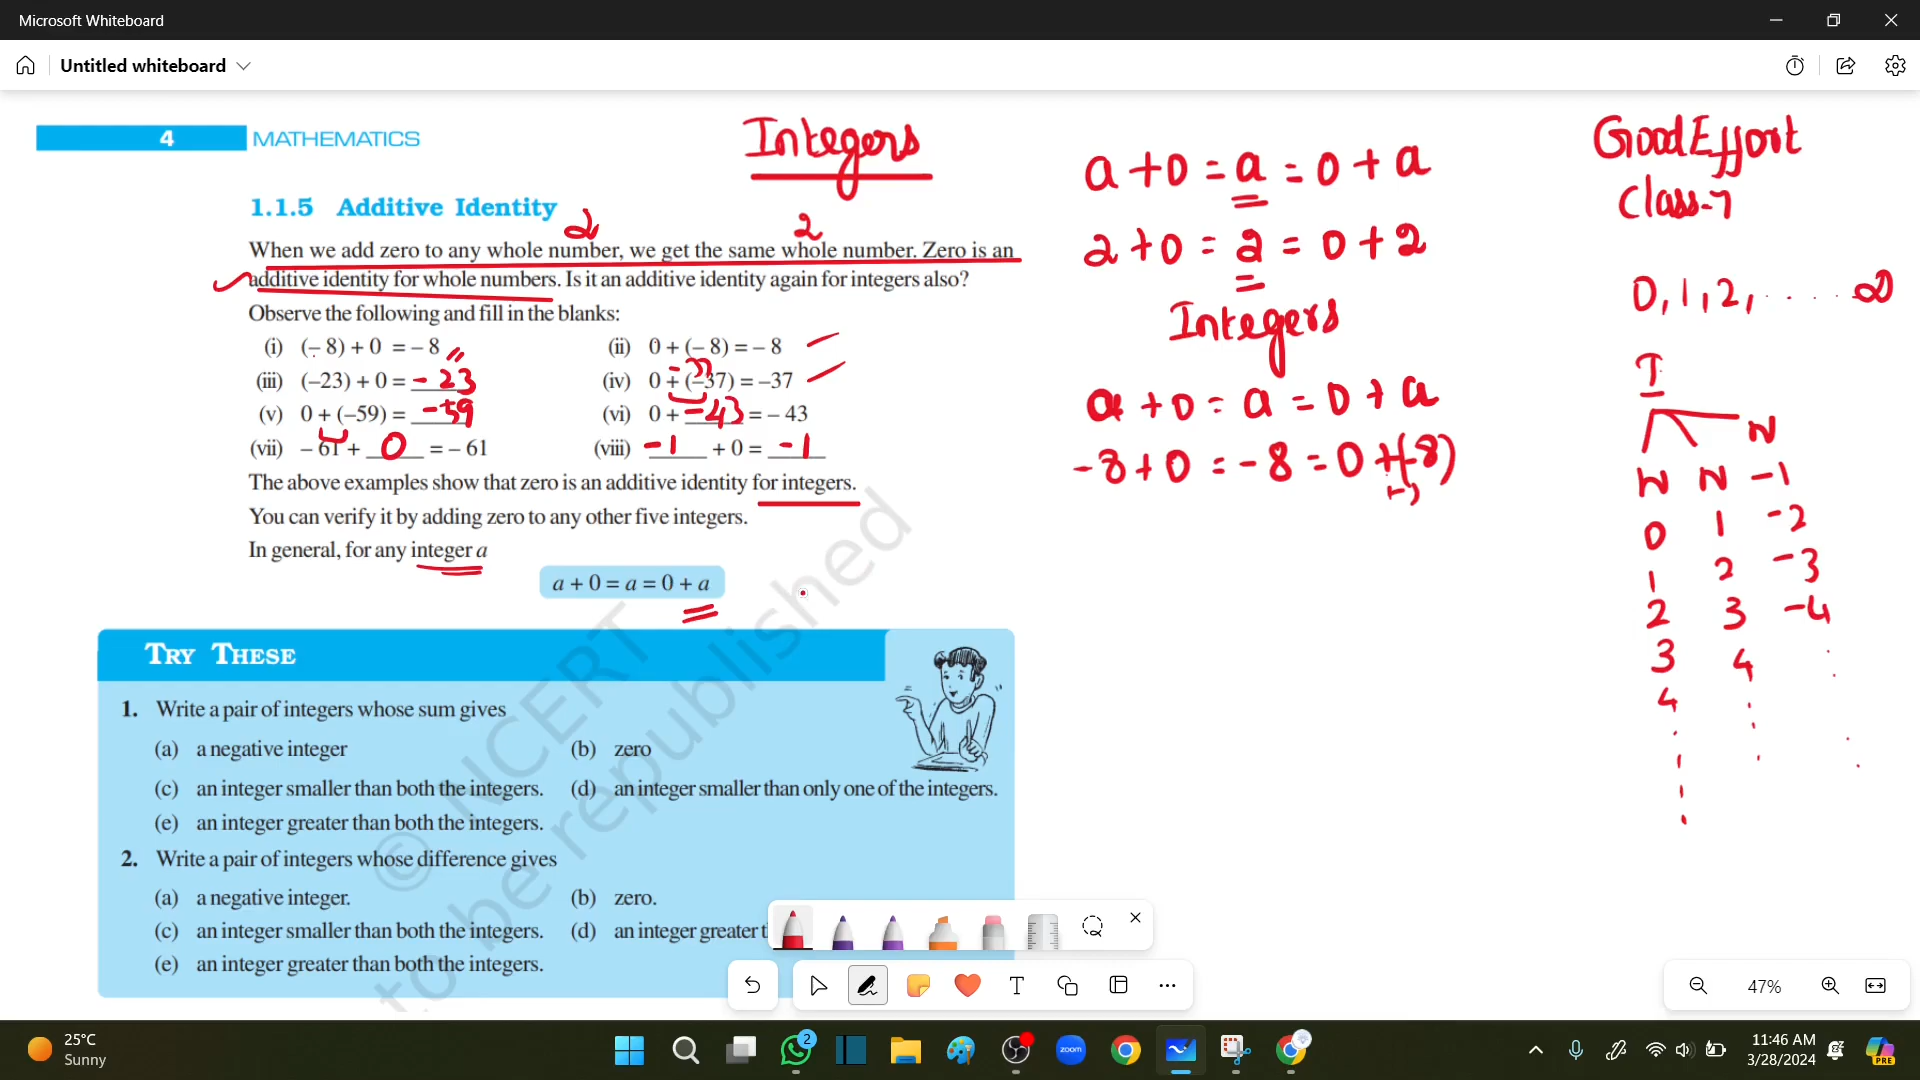 Microsoft Whiteboard
Untitled whiteboard
4 MATHEMATICS
Integers
1.1.5 Additive Identity
2 2
When we add zero to any whole number, we get the same whole number. Zero is an
additive identity for whole numbers. Is it an additive identity again for integers also?
Observe the following and fill in the blanks:
(i) (– 8) + 0 = – 8 (ii) 0 + (– 8) = – 8
(iii) (–23) + 0 = -23 (iv) 0 + (–37) = –37
-37
(v) 0 + (–59) = -59 (vi) 0 + -43 = – 43
(vii) – 61 + 0 = – 61 (viii) -1 + 0 = -1
The above examples show that zero is an additive identity for integers.
You can verify it by adding zero to any other five integers.
In general, for any integer a
a + 0 = a = 0 + a
TRY THESE
1. Write a pair of integers whose sum gives
(a) a negative integer (b) zero
(c) an integer smaller than both the integers. (d) an integer smaller than only one of the integers.
(e) an integer greater than both the integers.
2. Write a pair of integers whose difference gives
(a) a negative integer. (b) zero.
(c) an integer smaller than both the integers. (d) an integer greater
(e) an integer greater than both the integers.
© NCERT
to be republished
a + 0 = a = 0 + a
2 + 0 = 2 = 0 + 2
Integers
a + 0 = a = 0 + a
-8 + 0 = -8 = 0 + (-8)
Good Effort
Class-7
0, 1, 2, ..... ∞
I
N
W N -1
0 1 -2
1 2 -3
2 3 -4
3 4
4
47%
25°C
Sunny
2
zoom
11:46 AM
3/28/2024
PRE